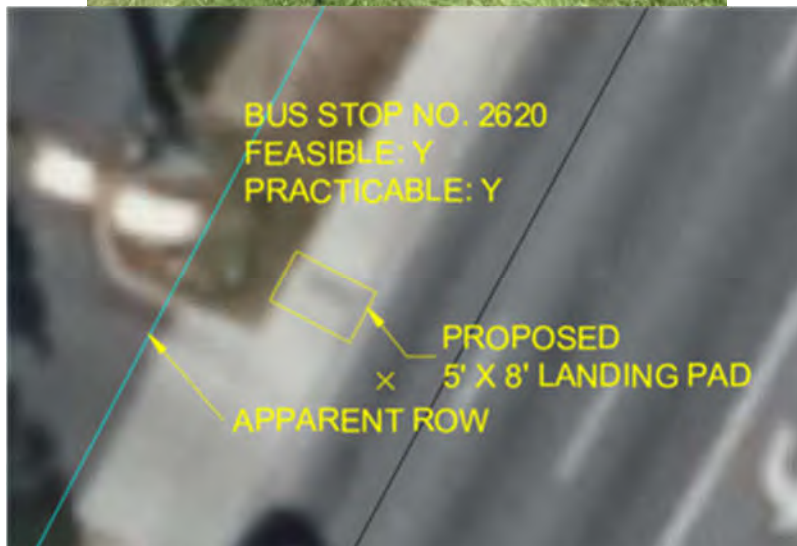 BUS STOP NO. 2620
FEASIBLE: Y
PRACTICABLE: Y
PROPOSED
5' X 8' LANDING PAD
APPARENT ROW